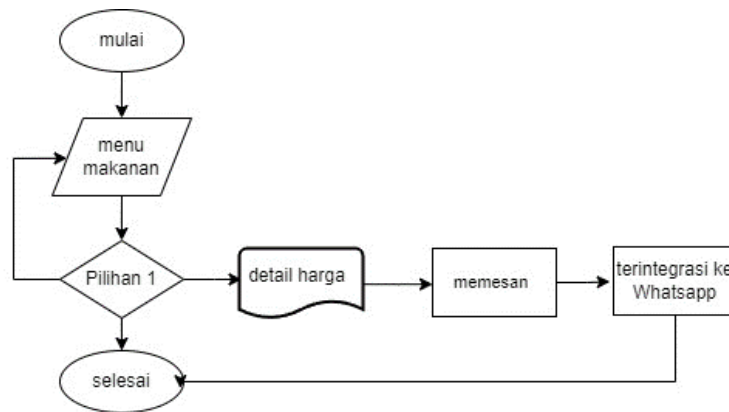 mulai
menu
makanan
Pilihan 1
detail harga
memesan
terintegrasi ke
Whatsapp
selesai